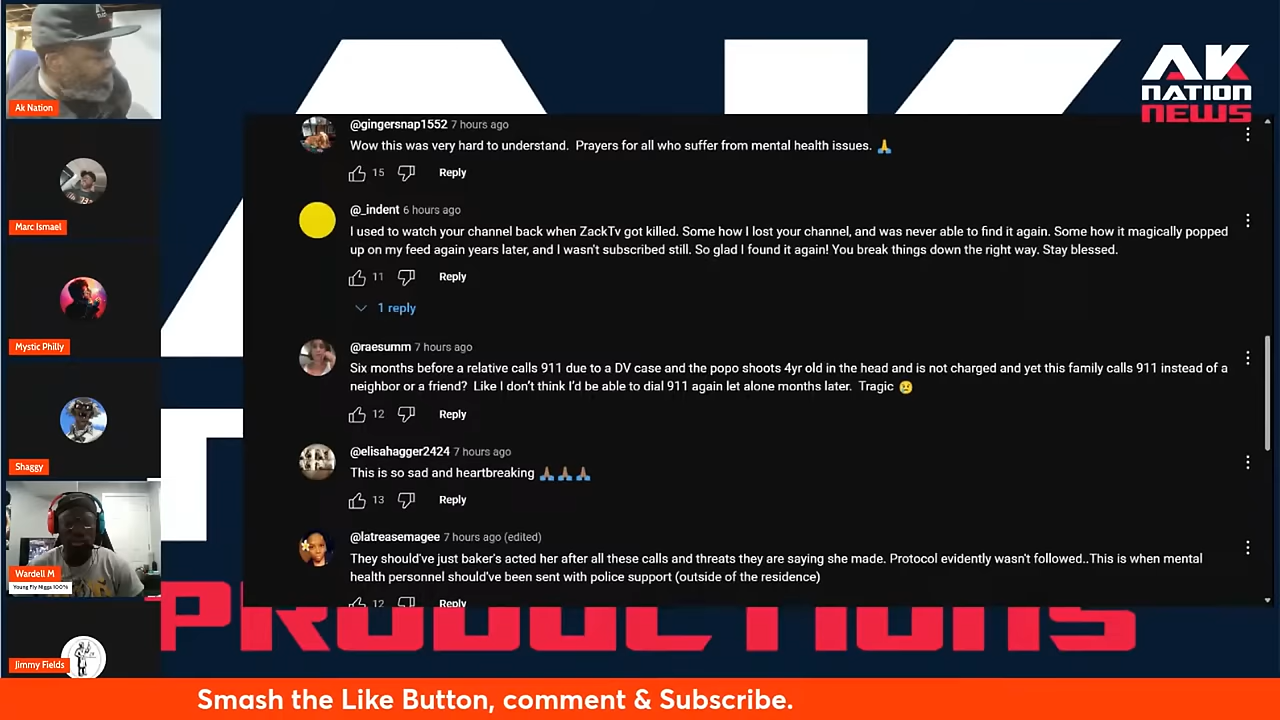 Ak Nation
Marc Ismael
Mystic Philly
Shaggy
Wardell M
Young Fly Nigga 100%
Jimmy Fields
AK
NATION
NEWS
@gingersnap1552 7 hours ago
Wow this was very hard to understand. Prayers for all who suffer from mental health issues. 🙏
15 Reply
@_indent 6 hours ago
I used to watch your channel back when ZackTv got killed. Some how I lost your channel, and was never able to find it again. Some how it magically popped
up on my feed again years later, and I wasn't subscribed still. So glad I found it again! You break things down the right way. Stay blessed.
11 Reply
1 reply
@raesumm 7 hours ago
Six months before a relative calls 911 due to a DV case and the popo shoots 4yr old in the head and is not charged and yet this family calls 911 instead of a
neighbor or a friend? Like I don't think I'd be able to dial 911 again let alone months later. Tragic 😢
12 Reply
@elisahagger2424 7 hours ago
This is so sad and heartbreaking 🙏🏽🙏🏽🙏🏽
13 Reply
@latreasemagee 7 hours ago (edited)
They should've just baker's acted her after all these calls and threats they are saying she made. Protocol evidently wasn't followed..This is when mental
health personnel should've been sent with police support (outside of the residence)
12 Reply
PRODUCTIONS
Smash the Like Button, comment & Subscribe.